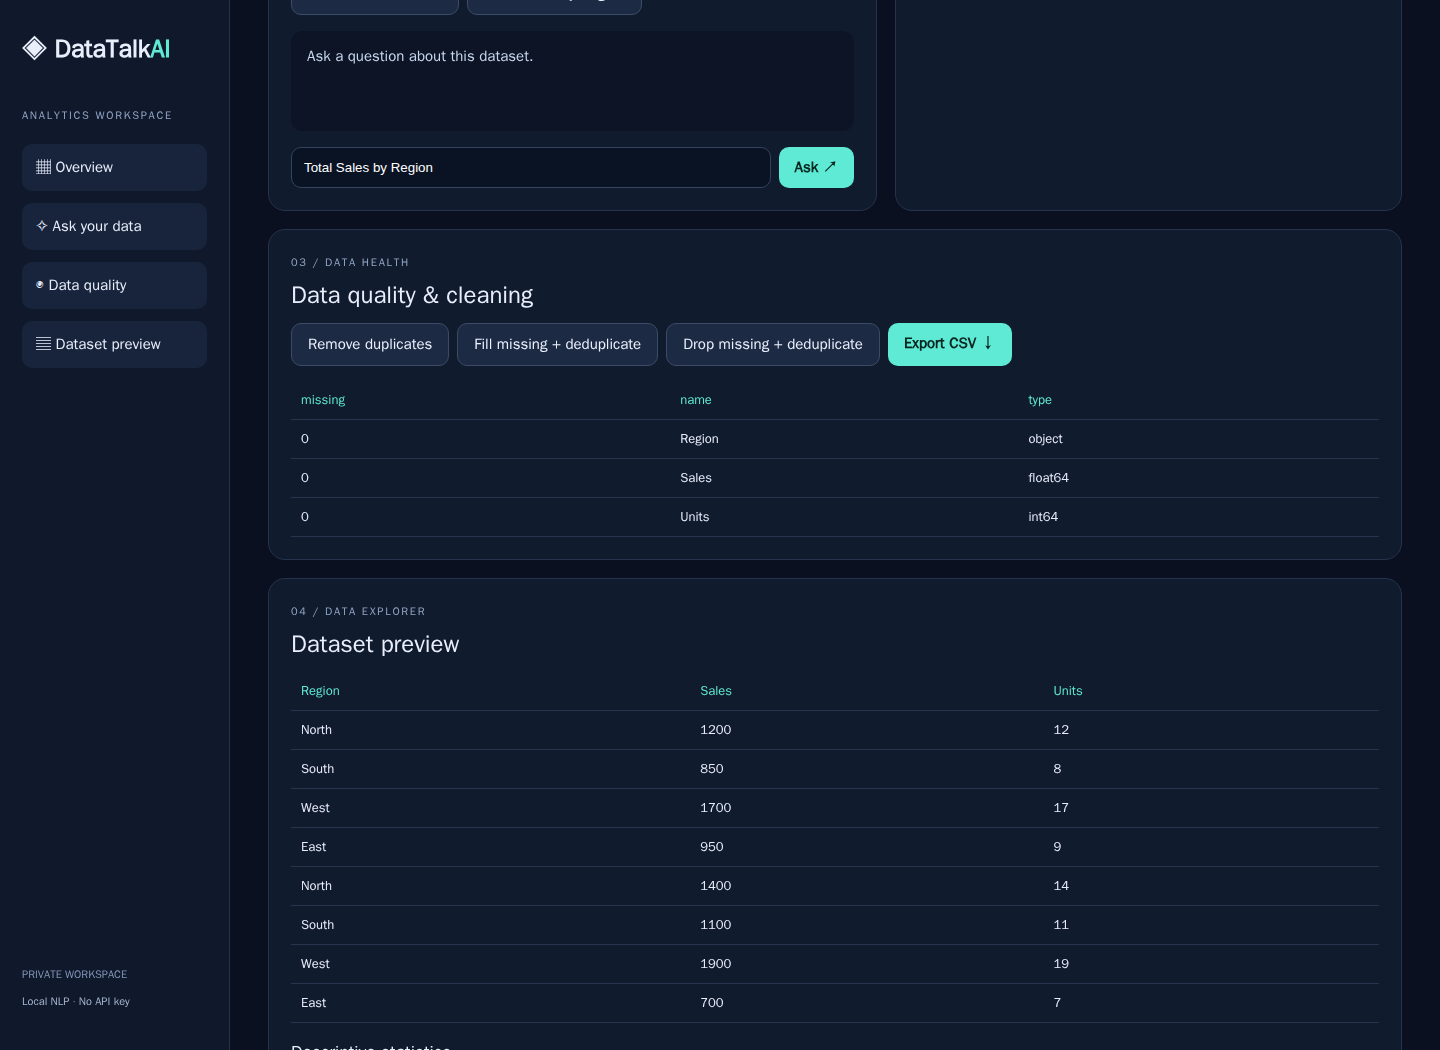 DataTalkAI
ANALYTICS WORKSPACE
Overview
Ask your data
Data quality
Dataset preview
PRIVATE WORKSPACE
Local NLP · No API key
Ask a question about this dataset.
Total Sales by Region
Ask ↗
03 / DATA HEALTH
Data quality & cleaning
Remove duplicates Fill missing + deduplicate Drop missing + deduplicate Export CSV ↓
missing name type
0 Region object
0 Sales float64
0 Units int64
04 / DATA EXPLORER
Dataset preview
Region Sales Units
North 1200 12
South 850 8
West 1700 17
East 950 9
North 1400 14
South 1100 11
West 1900 19
East 700 7
Descriptive statistics